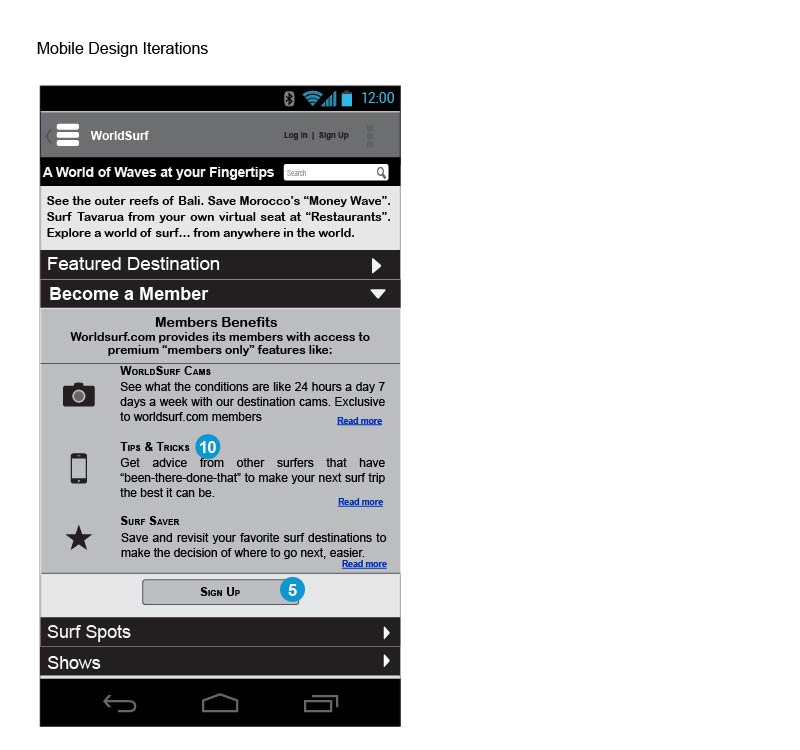 Mobile Design Iterations
12:00
WorldSurf
Log In | Sign Up
A World of Waves at your Fingertips
Search
See the outer reefs of Bali. Save Morocco's “Money Wave”.
Surf Tavarua from your own virtual seat at “Restaurants”.
Explore a world of surf... from anywhere in the world.
Featured Destination
Become a Member
Members Benefits
Worldsurf.com provides its members with access to
premium “members only” features like:
WorldSurf Cams
See what the conditions are like 24 hours a day 7
days a week with our destination cams. Exclusive
to worldsurf.com members
Read more
Tips & Tricks 10
Get advice from other surfers that have
“been-there-done-that” to make your next surf trip
the best it can be.
Read more
Surf Saver
Save and revisit your favorite surf destinations to
make the decision of where to go next, easier.
Read more
Sign Up 5
Surf Spots
Shows